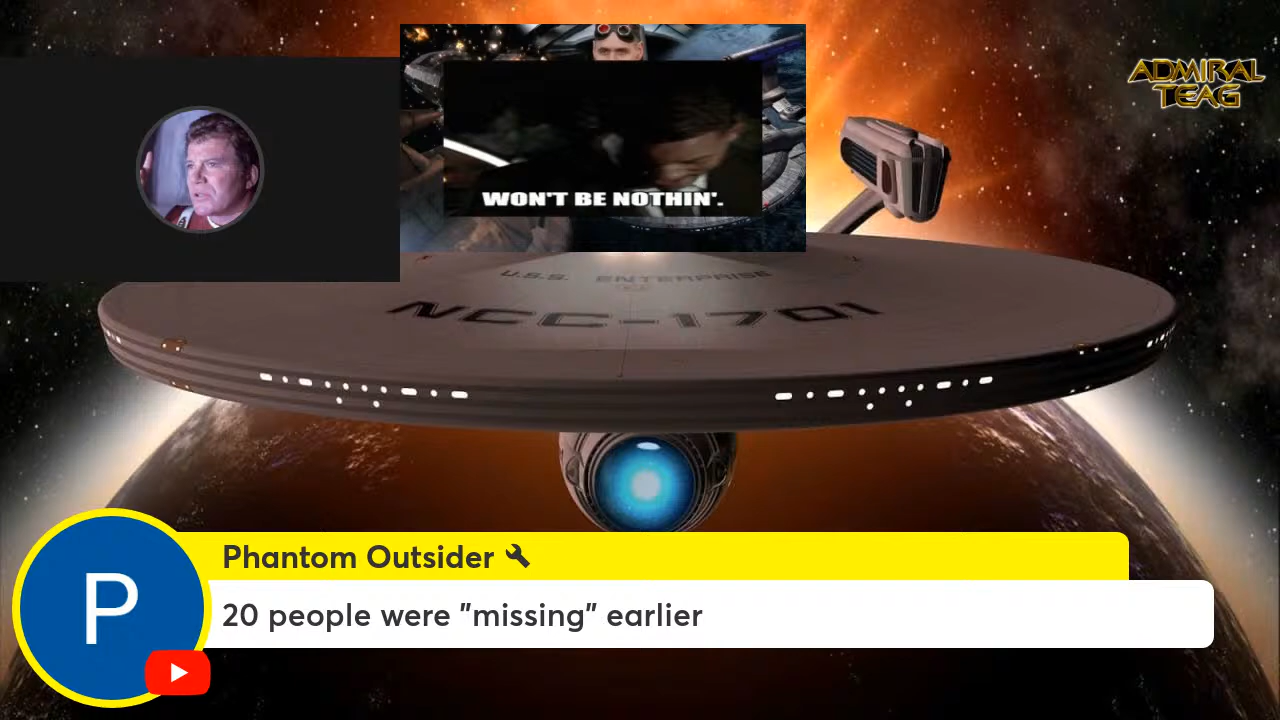 ADMIRAL
TEAG
WON'T BE NOTHIN'.
U.S.S. ENTERPRISE
NCC-1701
P
Phantom Outsider
20 people were "missing" earlier